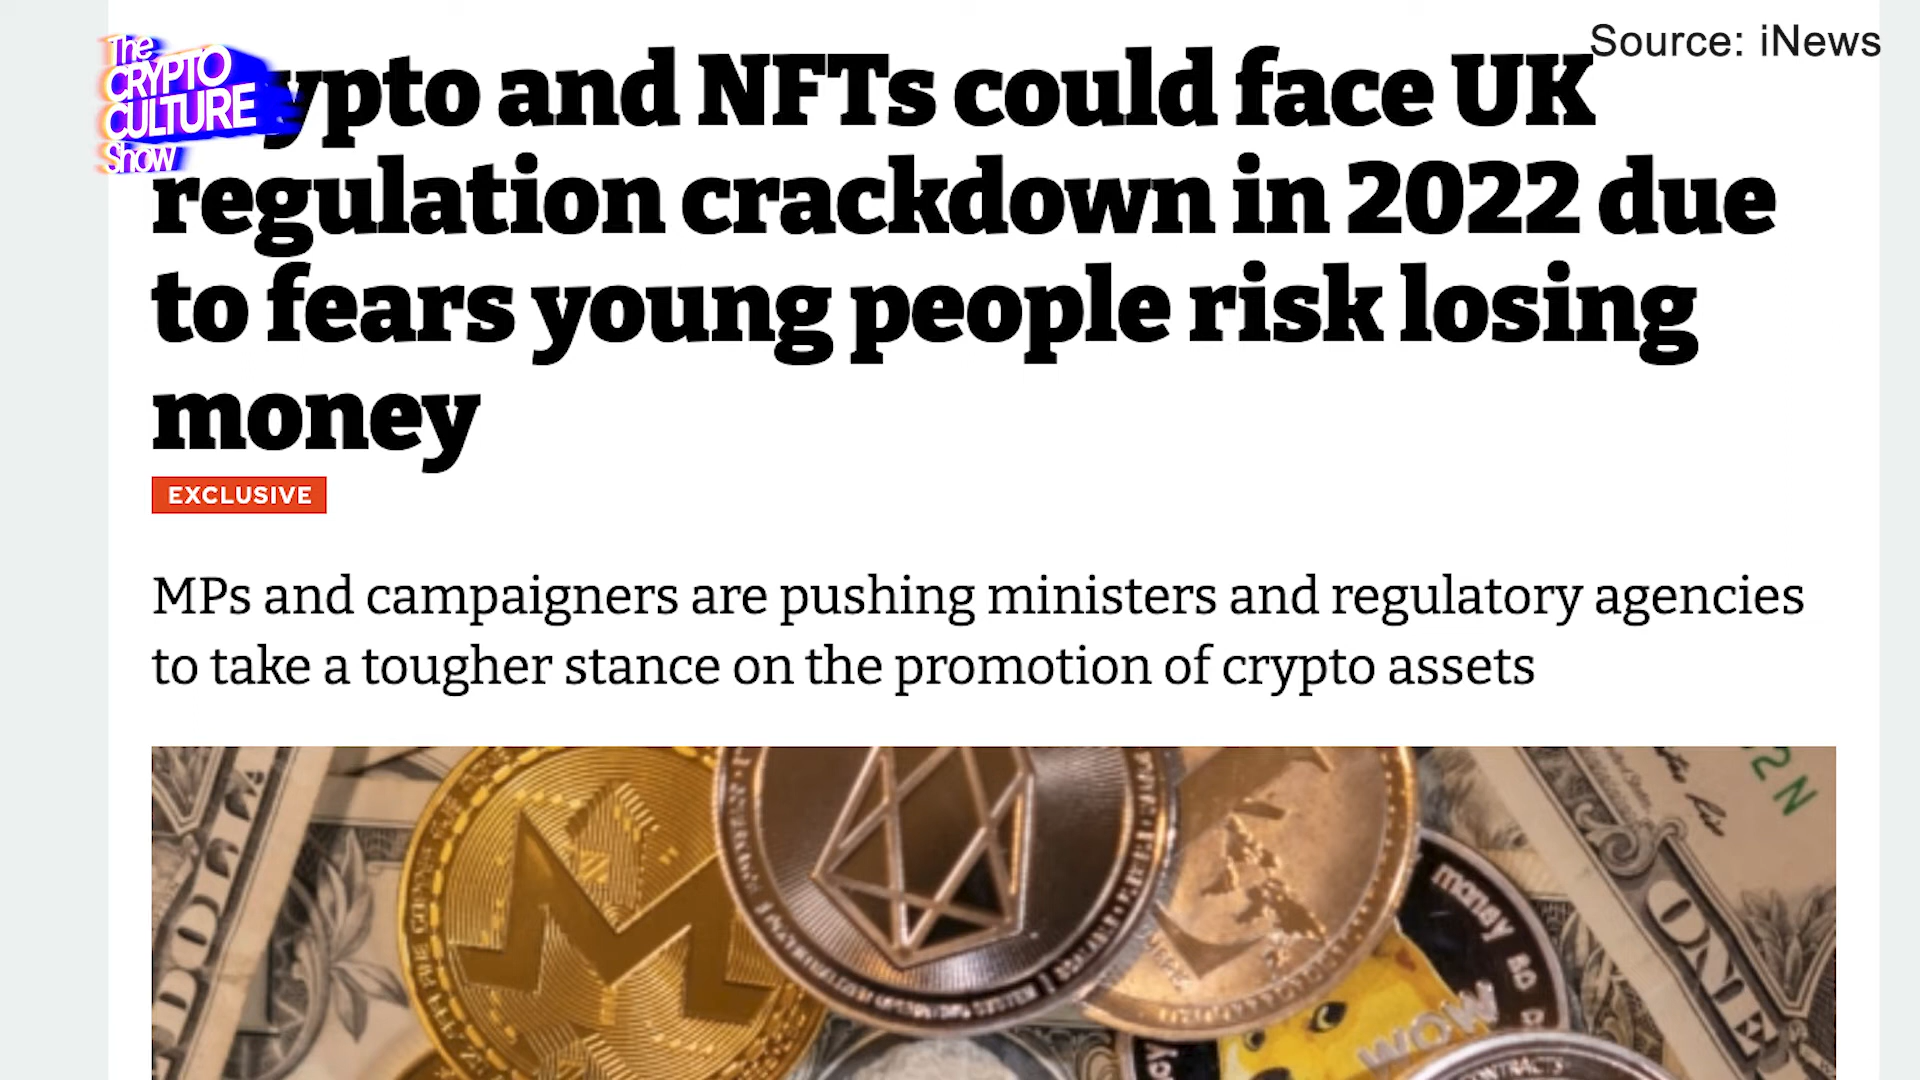 The
CRYPTO
CULTURE
Show
Source: iNews
ypto and NFTs could face UK
regulation crackdown in 2022 due
to fears young people risk losing
money
EXCLUSIVE
MPs and campaigners are pushing ministers and regulatory agencies
to take a tougher stance on the promotion of crypto assets
2N
money
WOW
ONE